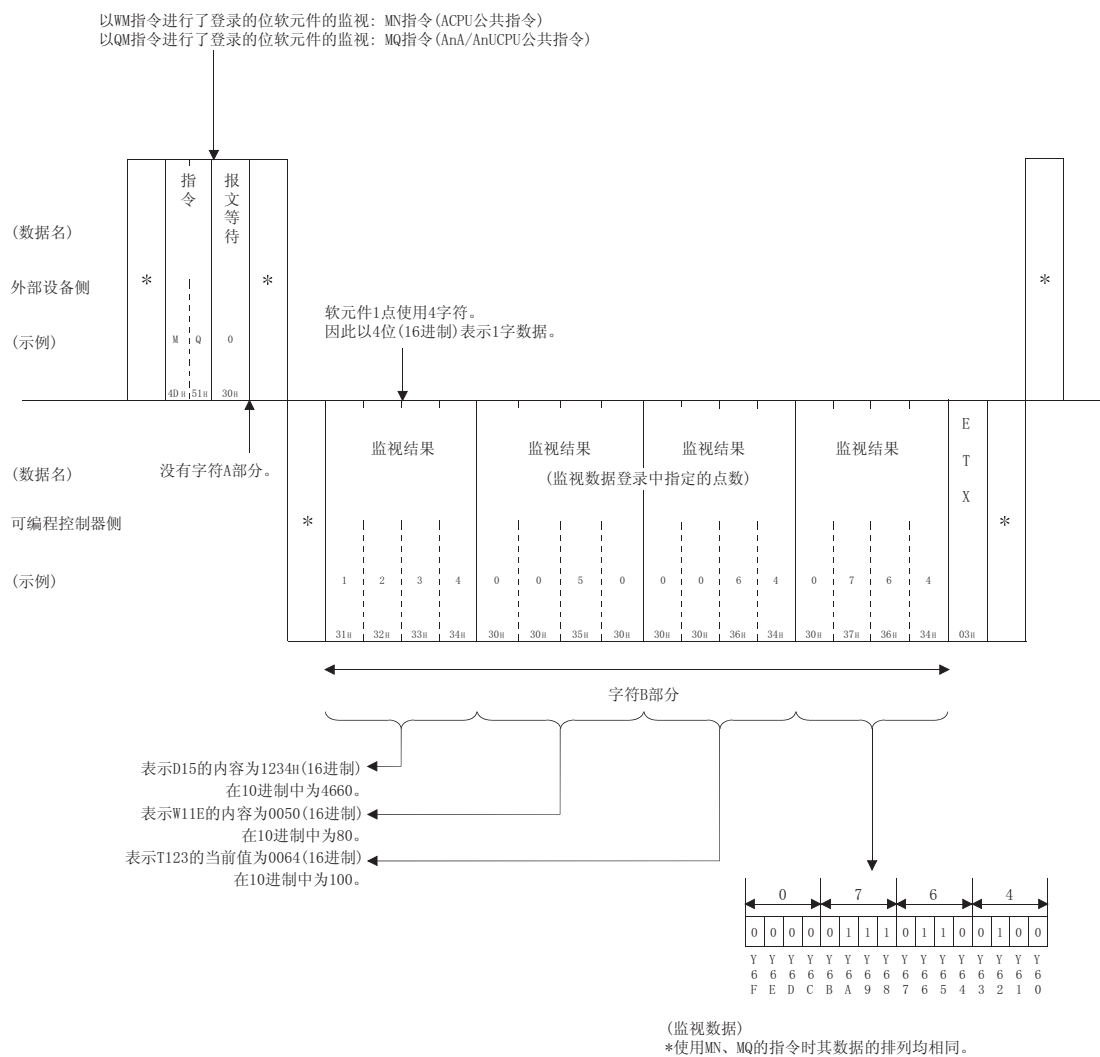 以WM指令进行了登录的位软元件的监视: MN指令(ACPU公共指令)
以QM指令进行了登录的位软元件的监视: MQ指令(AnA/AnUCPU公共指令)
指令
报文等待
(数据名)
外部设备侧
* * *
(示例)
M Q 0
4DH 51H 30H
软元件1点使用4字符。
因此以4位(16进制)表示1字数据。
没有字符A部分。
(数据名)
监视结果 监视结果 监视结果 监视结果
(监视数据登录中指定的点数)
ETX
可编程控制器侧
* *
(示例)
1 2 3 4 0 0 5 0 0 0 6 4 0 7 6 4
31H 32H 33H 34H 30H 30H 35H 30H 30H 30H 36H 34H 30H 37H 36H 34H 03H
字符B部分
表示D15的内容为1234H(16进制)
在10进制中为4660。
表示W11E的内容为0050(16进制)
在10进制中为80。
表示T123的当前值为0064(16进制)
在10进制中为100。
0 7 6 4
0 0 0 0 0 1 1 1 0 1 1 0 0 1 0 0
Y6F Y6E Y6D Y6C Y6B Y6A Y69 Y68 Y67 Y66 Y65 Y64 Y63 Y62 Y61 Y60
(监视数据)
*使用MN、MQ的指令时其数据的排列均相同。